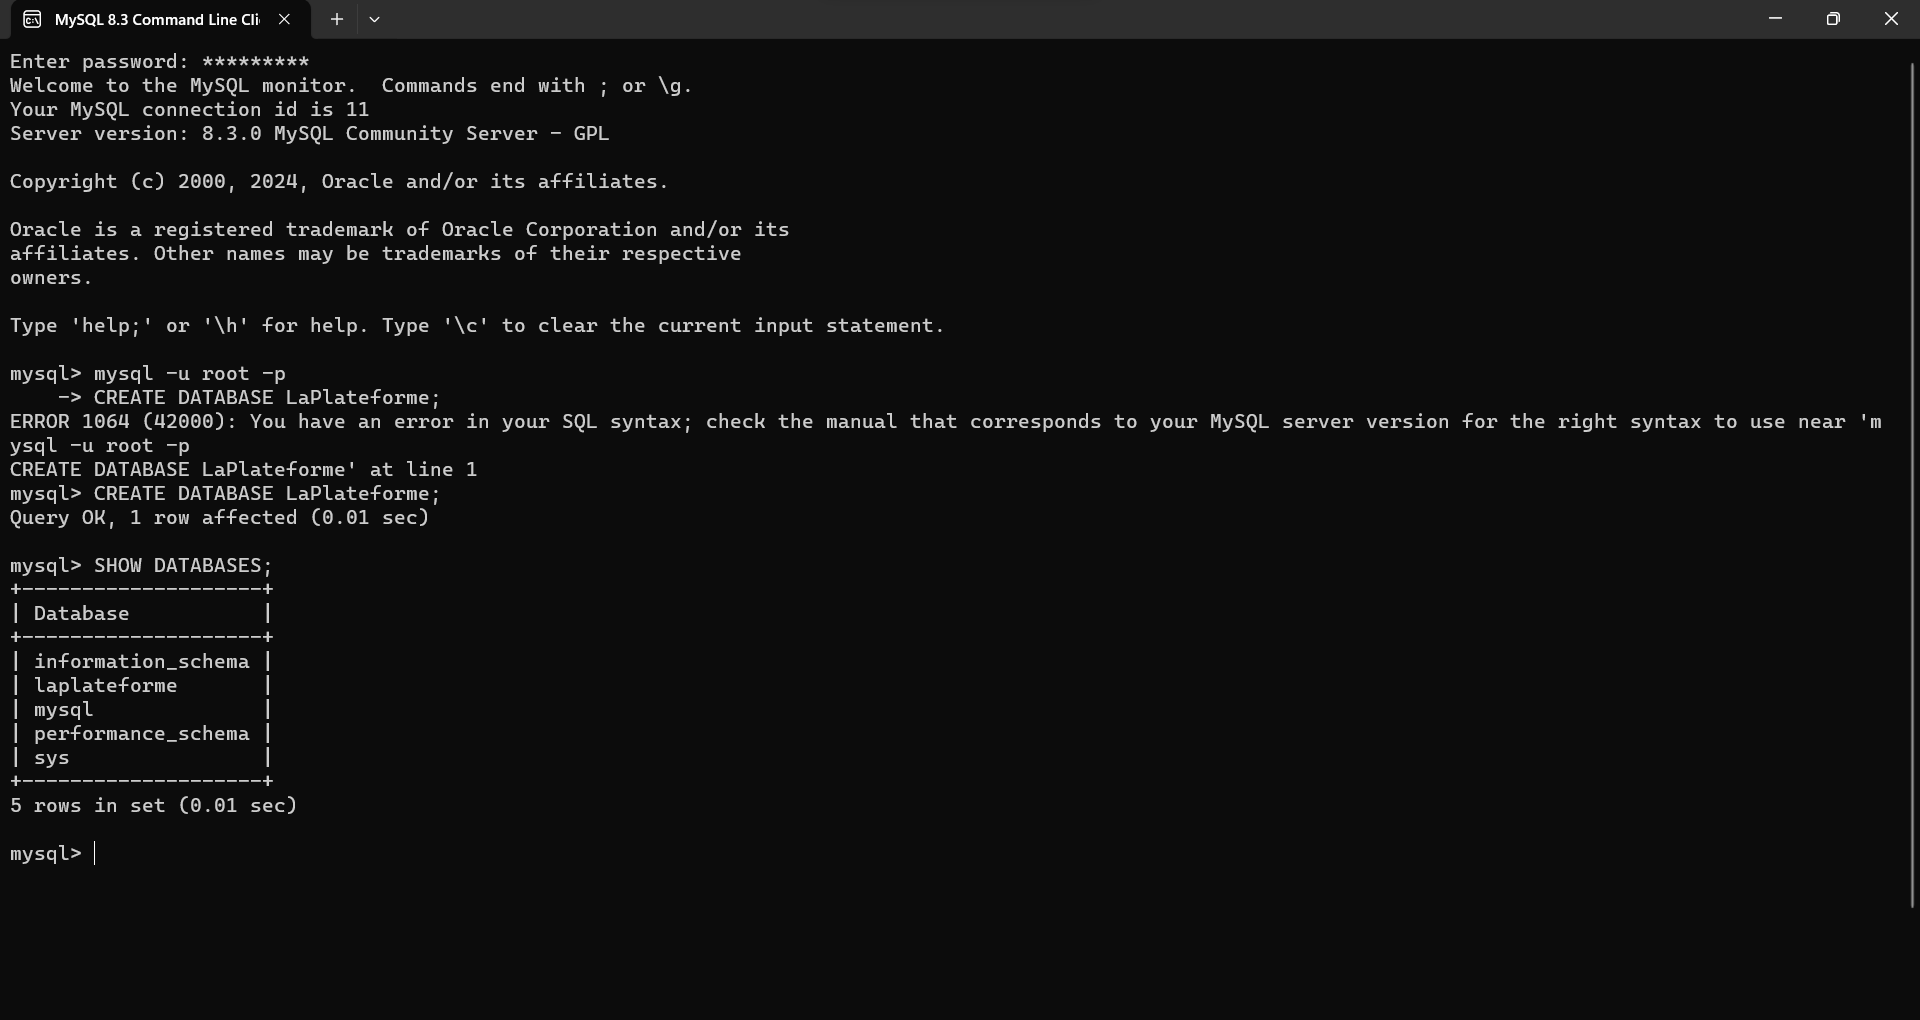 MySQL 8.3 Command Line Cli
Enter password: *********
Welcome to the MySQL monitor.  Commands end with ; or \g.
Your MySQL connection id is 11
Server version: 8.3.0 MySQL Community Server - GPL

Copyright (c) 2000, 2024, Oracle and/or its affiliates.

Oracle is a registered trademark of Oracle Corporation and/or its
affiliates. Other names may be trademarks of their respective
owners.

Type 'help;' or '\h' for help. Type '\c' to clear the current input statement.

mysql> mysql -u root -p
    -> CREATE DATABASE LaPlateforme;
ERROR 1064 (42000): You have an error in your SQL syntax; check the manual that corresponds to your MySQL server version for the right syntax to use near 'm
ysql -u root -p
CREATE DATABASE LaPlateforme' at line 1
mysql> CREATE DATABASE LaPlateforme;
Query OK, 1 row affected (0.01 sec)

mysql> SHOW DATABASES;
+--------------------+
| Database           |
+--------------------+
| information_schema |
| laplateforme       |
| mysql              |
| performance_schema |
| sys                |
+--------------------+
5 rows in set (0.01 sec)

mysql>